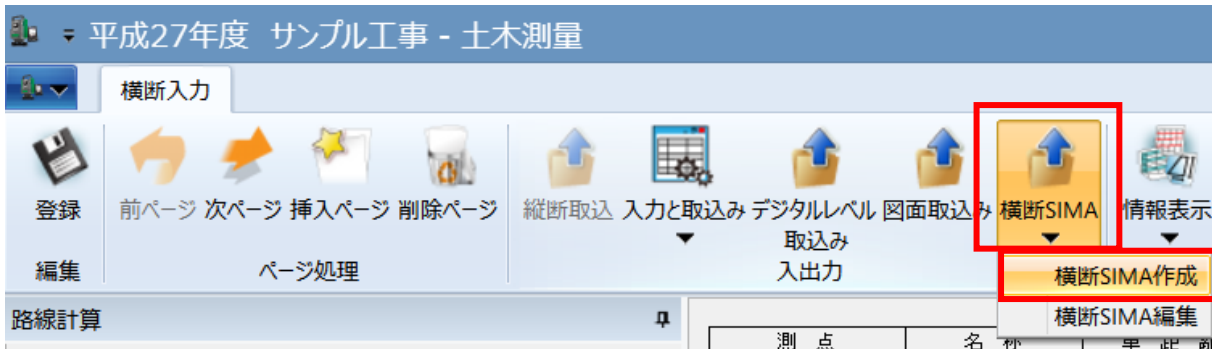 平成27年度 サンプル工事 - 土木測量
横断入力
登録
前ページ 次ページ 挿入ページ 削除ページ
縦断取込 入力と取込み デジタルレベル取込み 図面取込み 横断SIMA 情報表示
編集 ページ処理 入出力
横断SIMA作成
横断SIMA編集
路線計算
測 点 名 称 単 距 離